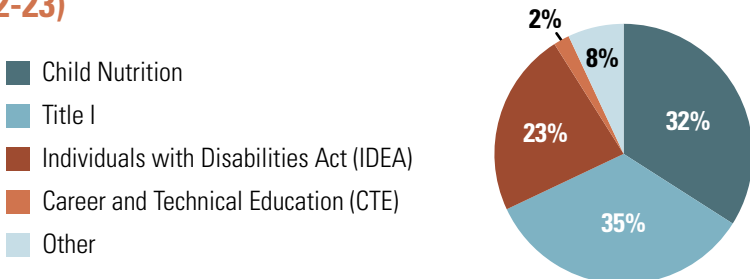 2-23)
Child Nutrition
Title I
Individuals with Disabilities Act (IDEA)
Career and Technical Education (CTE)
Other
2%
8%
32%
23%
35%